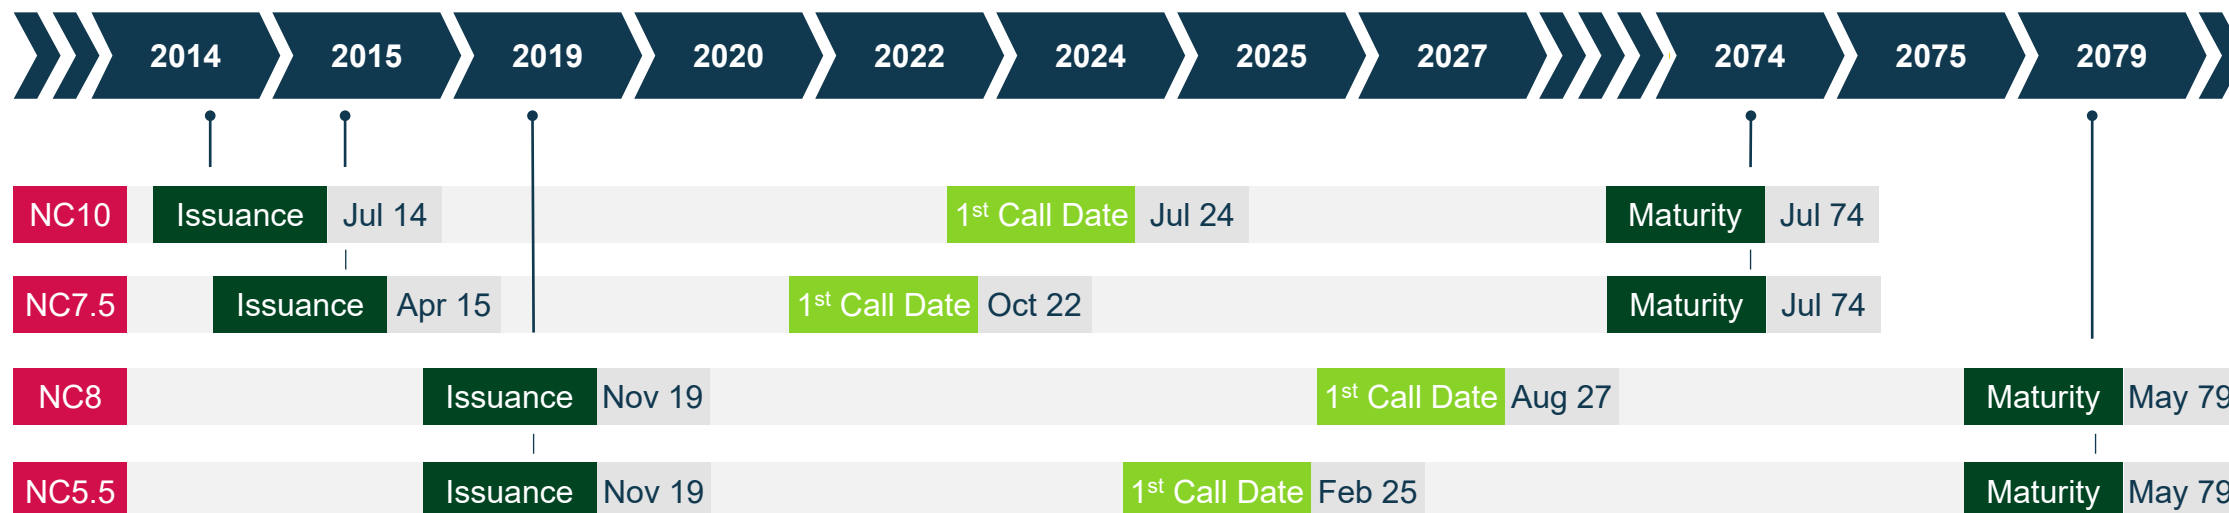 2014 2015 2019 2020 2022 2024 2025 2027 2074 2075 2079
NC10 Issuance Jul 14 1st Call Date Jul 24 Maturity Jul 74
NC7.5 Issuance Apr 15 1st Call Date Oct 22 Maturity Jul 74
NC8 Issuance Nov 19 1st Call Date Aug 27 Maturity May 79
NC5.5 Issuance Nov 19 1st Call Date Feb 25 Maturity May 79